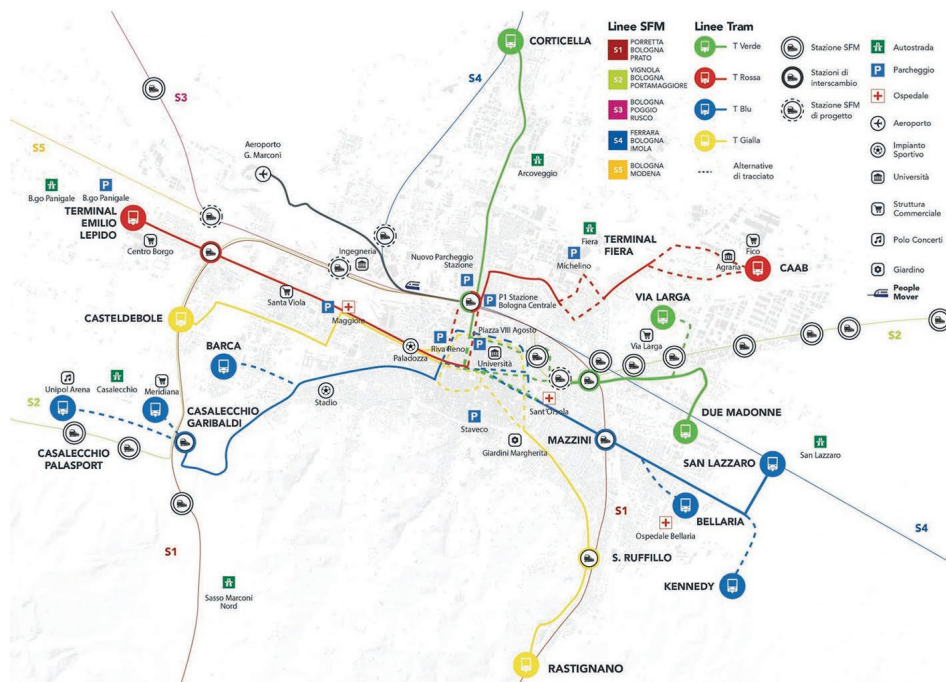 Linee SFM
S1
PORRETTA
BOLOGNA
PRATO
S2
VIGNOLA
BOLOGNA
PORTAMAGGIORE
S3
BOLOGNA
POGGIO
RUSCO
S4
FERRARA
BOLOGNA
IMOLA
S5
BOLOGNA
MODENA
Linee Tram
T Verde
T Rossa
T Blu
T Gialla
Alternative
di tracciato
Stazione SFM
Stazioni di
interscambio
Stazione SFM
di progetto
Autostrada
P
Parcheggio
Ospedale
Aeroporto
Impianto
Sportivo
Università
Struttura
Commerciale
Polo Concerti
Giardino
People
Mover
CORTICELLA
S4
S3
S5
Aeroporto
G. Marconi
Arcoveggio
P
B.go Panigale
B.go Panigale
TERMINAL
EMILIO
LEPIDO
Centro Borgo
Ingegneria
Nuovo Parcheggio
Stazione
P
Fiera
P
Michelino
TERMINAL
FIERA
Fico
Agraria
CAAB
P
P1 Stazione
Bologna Centrale
Santa Viola
P
Maggiore
CASTELDEBOLE
VIA LARGA
Via Larga
S2
Piazza VIII Agosto
P
Riva Reno
P
Università
Paladozza
BARCA
Stadio
Unipol Arena
Casalecchio
Meridiana
S2
CASALECCHIO
GARIBALDI
CASALECCHIO
PALASPORT
Sant'Orsola
P
Staveco
Giardini Margherita
MAZZINI
DUE MADONNE
SAN LAZZARO
San Lazzaro
BELLARIA
Ospedale Bellaria
S1
S1
S4
S. RUFFILLO
KENNEDY
Sasso Marconi
Nord
RASTIGNANO